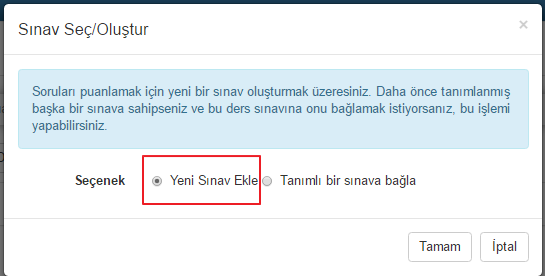 Sınav Seç/Oluştur
×
Soruları puanlamak için yeni bir sınav oluşturmak üzeresiniz. Daha önce tanımlanmış
başka bir sınava sahipseniz ve bu ders sınavına onu bağlamak istiyorsanız, bu işlemi
yapabilirsiniz.
Seçenek Yeni Sınav Ekle Tanımlı bir sınava bağla
Tamam İptal